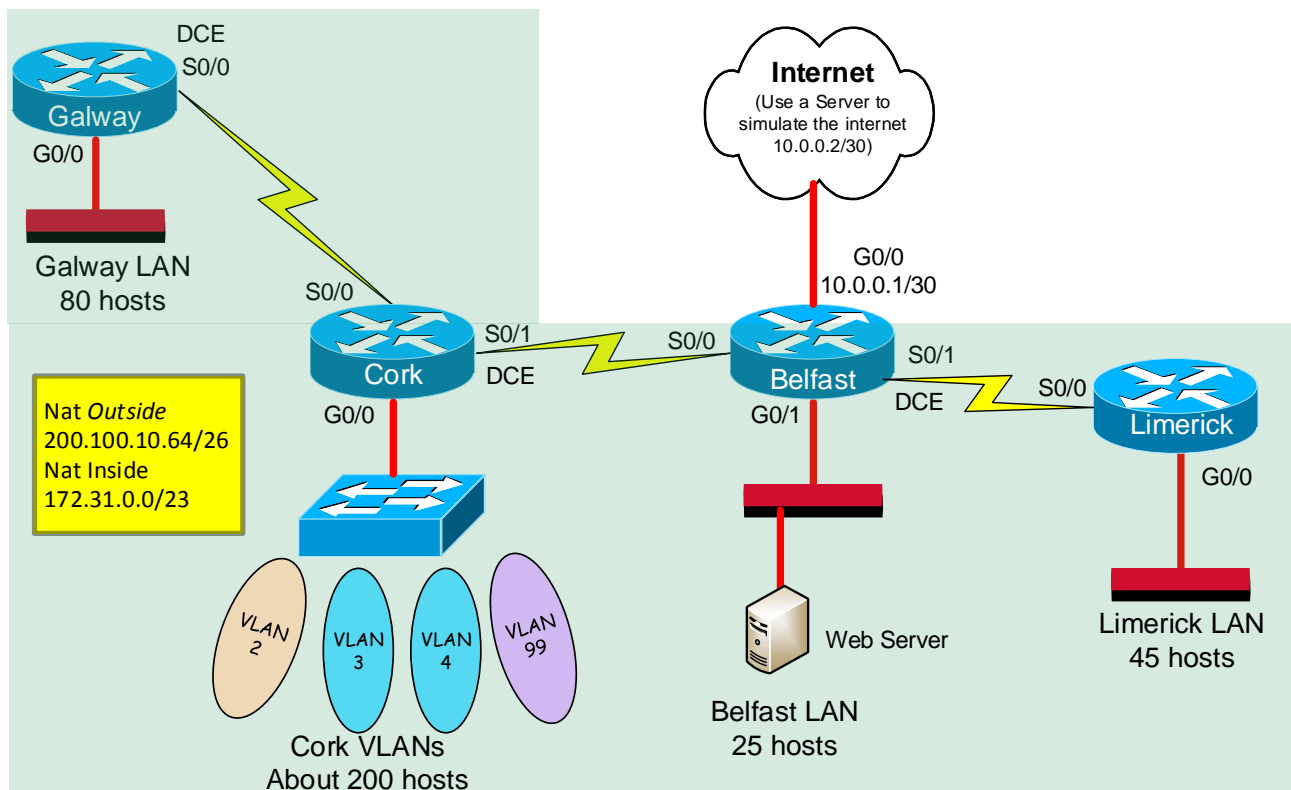 DCE
S0/0
Galway
G0/0
Galway LAN
80 hosts
Internet
(Use a Server to
simulate the internet
10.0.0.2/30)
G0/0
10.0.0.1/30
S0/0
Cork
S0/1
DCE
G0/0
S0/0
Belfast
S0/1
DCE
G0/1
S0/0
Limerick
G0/0
Nat Outside
200.100.10.64/26
Nat Inside
172.31.0.0/23
VLAN
2
VLAN
3
VLAN
4
VLAN
99
Cork VLANs
About 200 hosts
Web Server
Belfast LAN
25 hosts
Limerick LAN
45 hosts